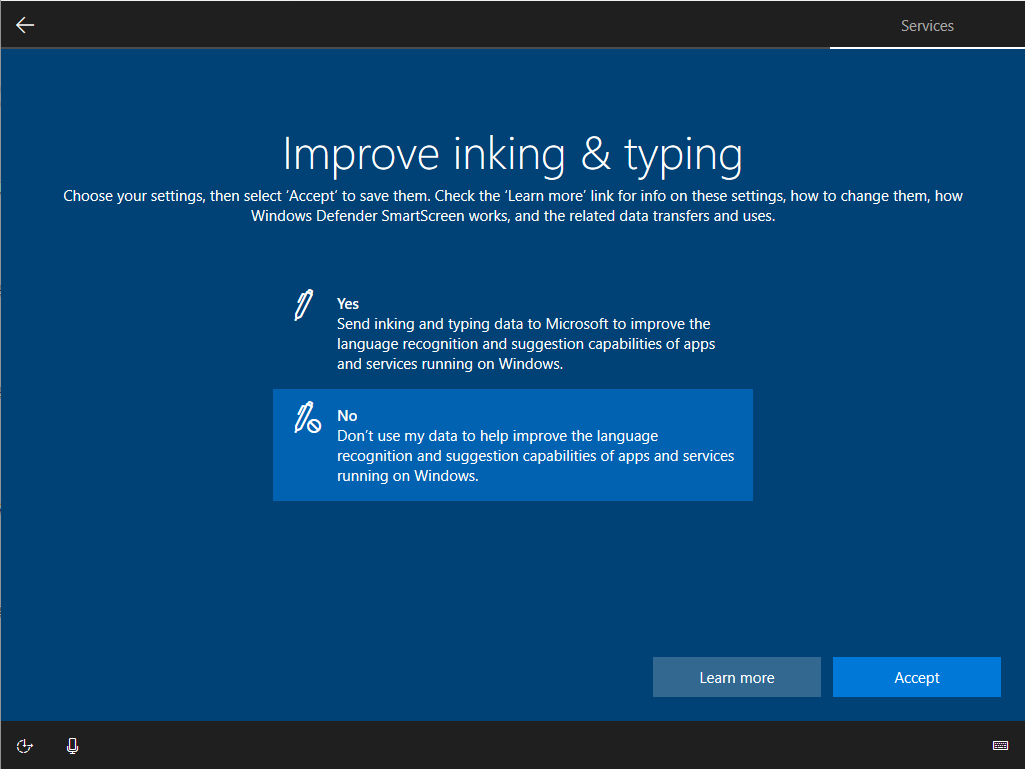 Services
Improve inking & typing
Choose your settings, then select ‘Accept’ to save them. Check the ‘Learn more’ link for info on these settings, how to change them, how
Windows Defender SmartScreen works, and the related data transfers and uses.
Yes
Send inking and typing data to Microsoft to improve the
language recognition and suggestion capabilities of apps
and services running on Windows.
No
Don’t use my data to help improve the language
recognition and suggestion capabilities of apps and services
running on Windows.
Learn more
Accept